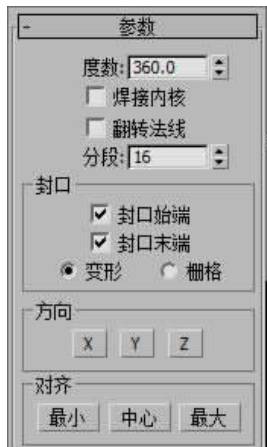 - 参数
度数: 360.0
焊接内核
翻转法线
分段: 16
封口
封口始端
封口末端
变形 栅格
方向
X Y Z
对齐
最小 中心 最大